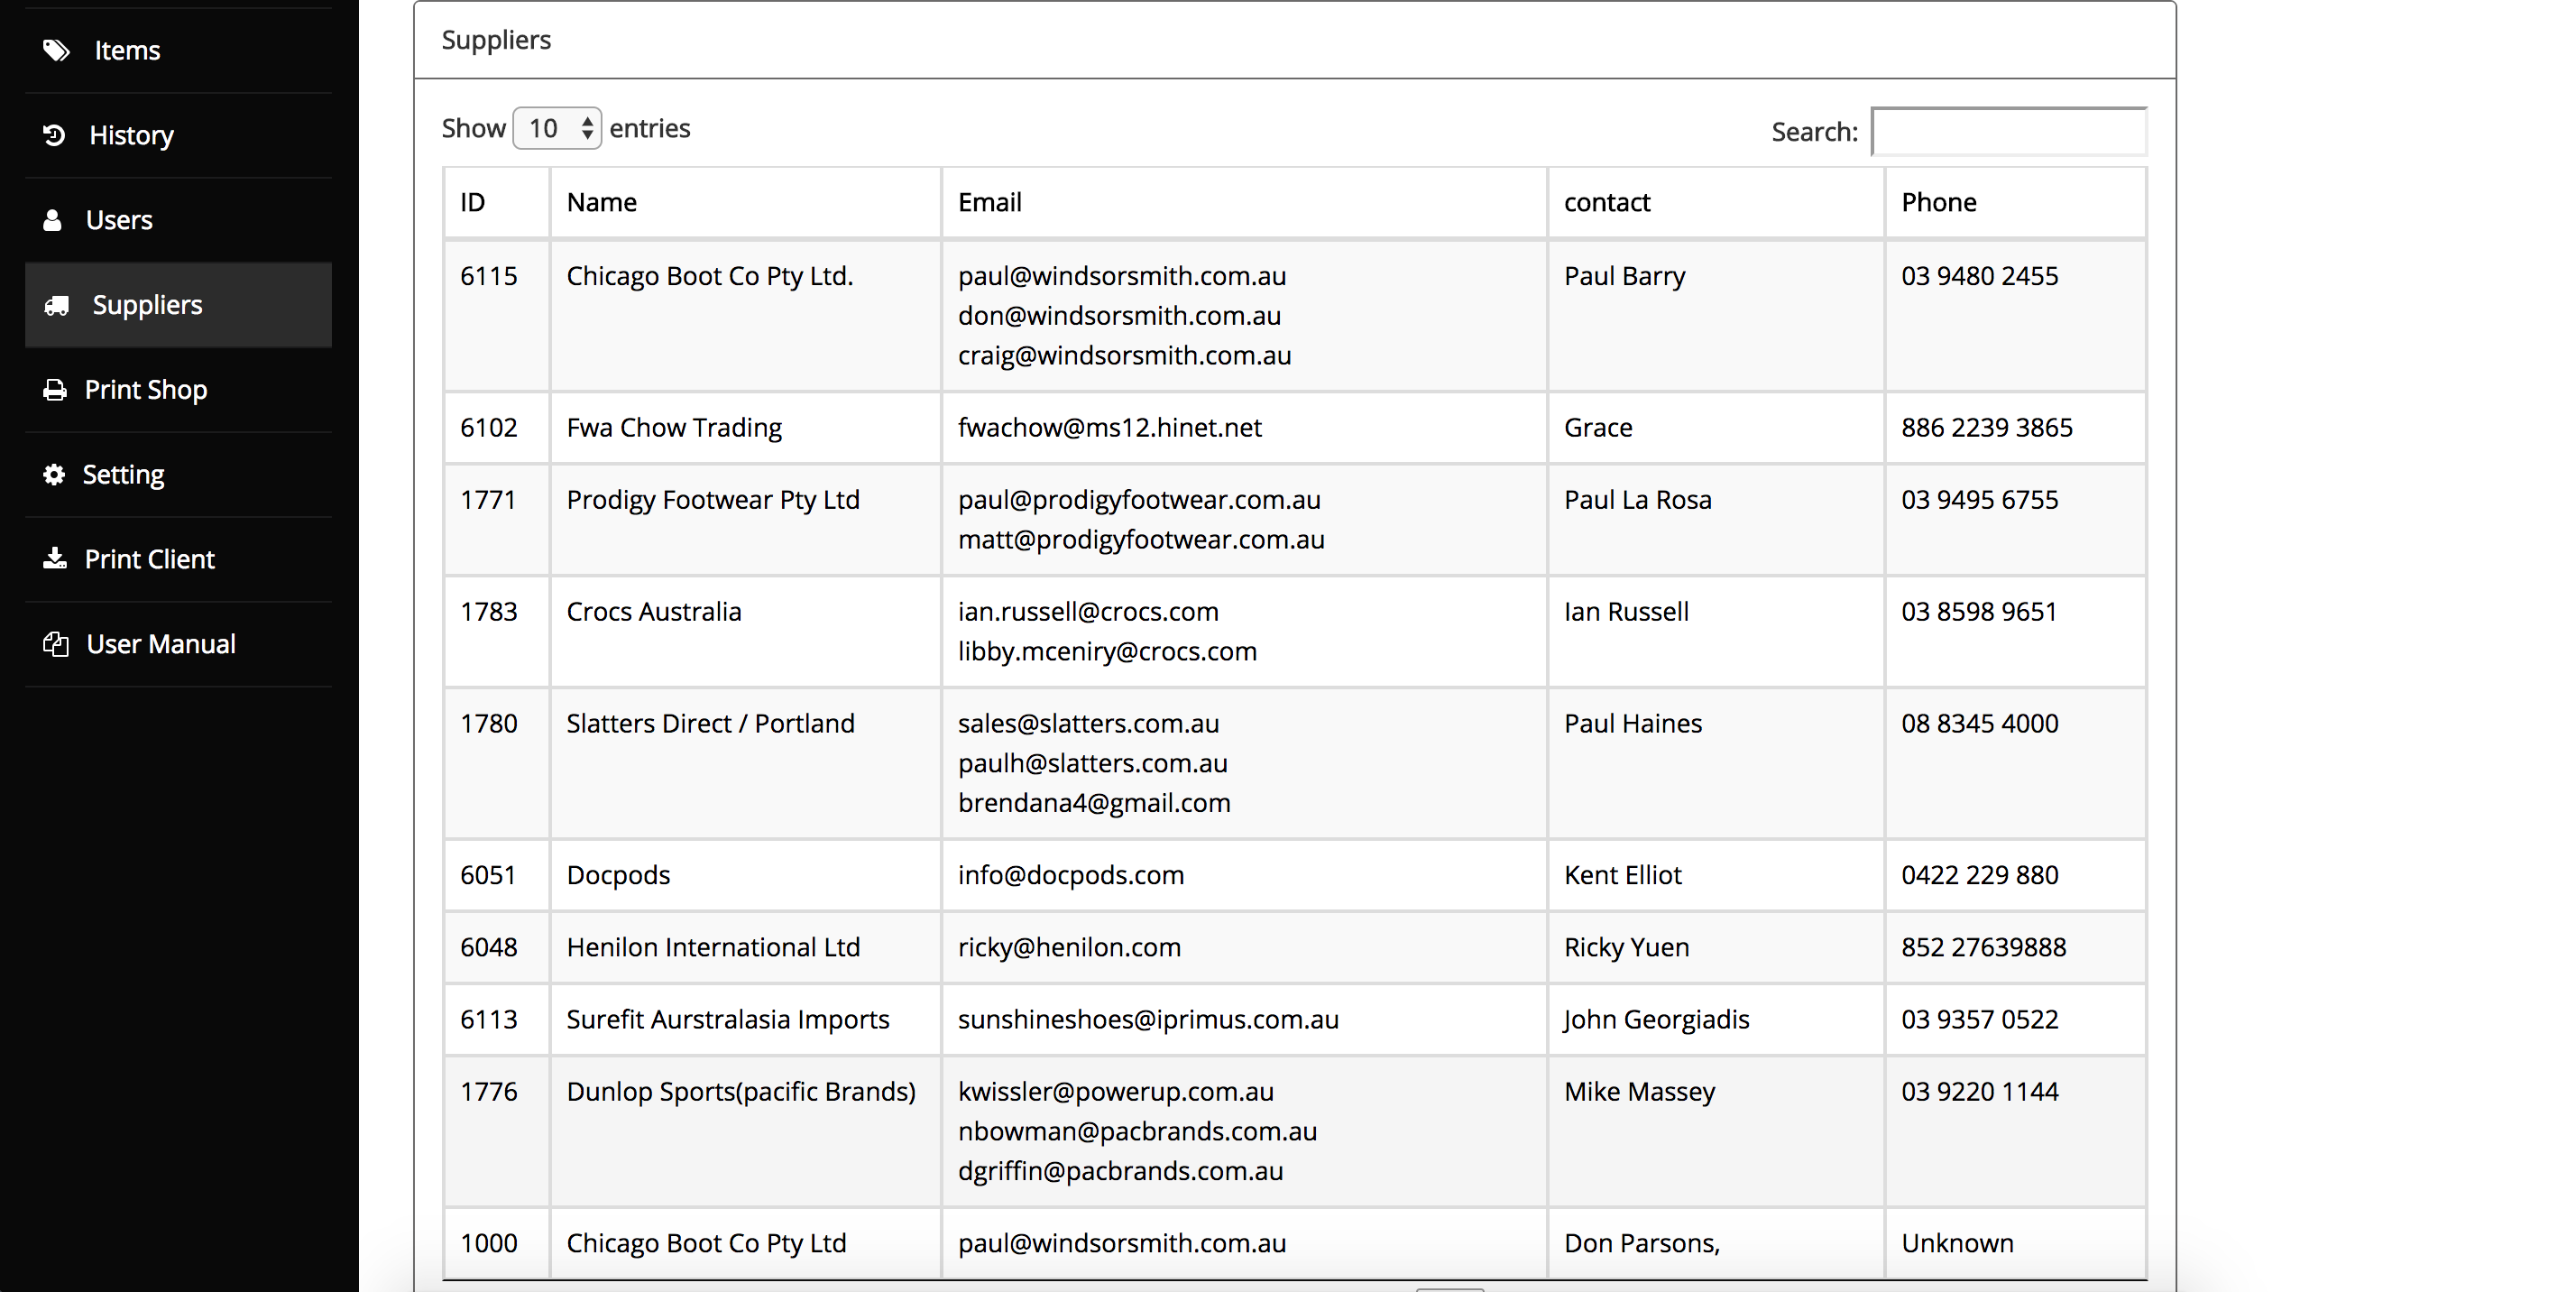 Items
History
Users
Suppliers
Print Shop
Setting
Print Client
User Manual
Suppliers
Show 10 entries
Search:
ID Name Email contact Phone
6115 Chicago Boot Co Pty Ltd. paul@windsorsmith.com.au Paul Barry 03 9480 2455
don@windsorsmith.com.au
craig@windsorsmith.com.au
6102 Fwa Chow Trading fwachow@ms12.hinet.net Grace 886 2239 3865
1771 Prodigy Footwear Pty Ltd paul@prodigyfootwear.com.au Paul La Rosa 03 9495 6755
matt@prodigyfootwear.com.au
1783 Crocs Australia ian.russell@crocs.com Ian Russell 03 8598 9651
libby.mceniry@crocs.com
1780 Slatters Direct / Portland sales@slatters.com.au Paul Haines 08 8345 4000
paulh@slatters.com.au
brendana4@gmail.com
6051 Docpods info@docpods.com Kent Elliot 0422 229 880
6048 Henilon International Ltd ricky@henilon.com Ricky Yuen 852 27639888
6113 Surefit Aurstralasia Imports sunshineshoes@iprimus.com.au John Georgiadis 03 9357 0522
1776 Dunlop Sports(pacific Brands) kwissler@powerup.com.au Mike Massey 03 9220 1144
nbowman@pacbrands.com.au
dgriffin@pacbrands.com.au
1000 Chicago Boot Co Pty Ltd paul@windsorsmith.com.au Don Parsons, Unknown